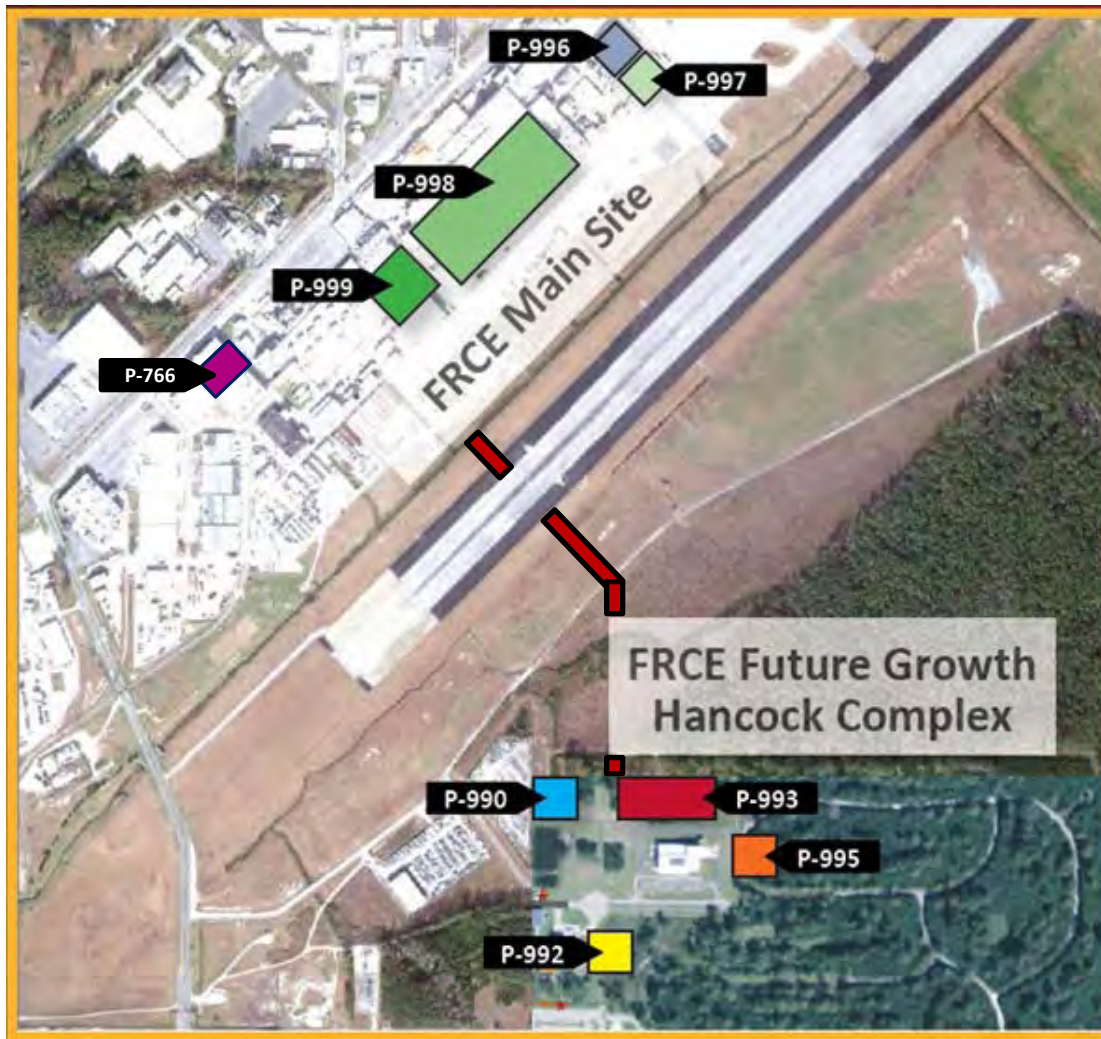 P-996
P-997
P-998
P-999
FRCE Main Site
P-766
FRCE Future Growth
Hancock Complex
P-990
P-993
P-995
P-992